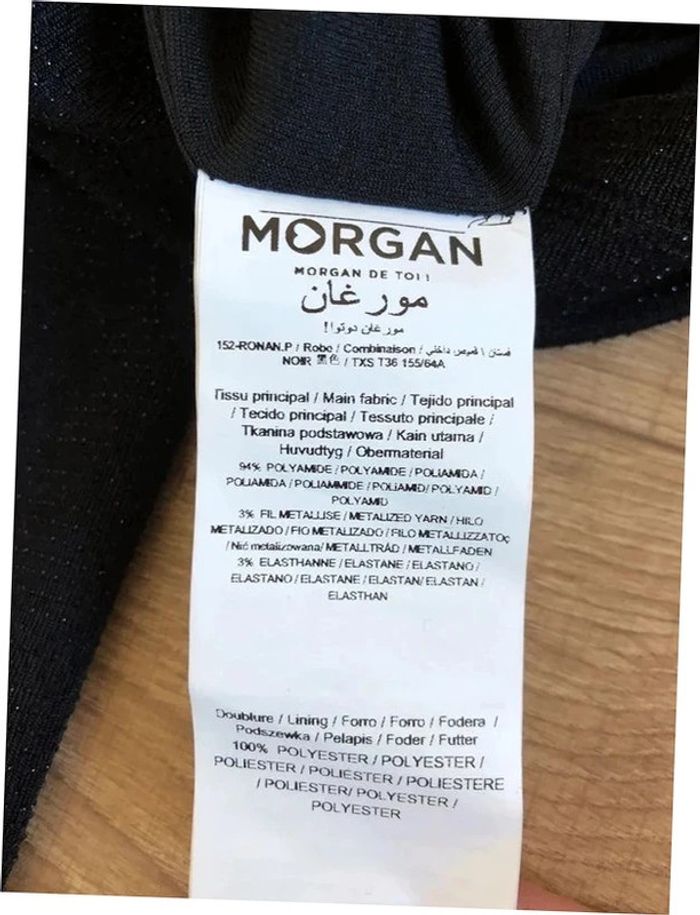 MORGAN
MORGAN DE TOI !
مورغان
مورغان دوتوا!
152-RONAN.P / Robe / Combinaison / فستان \ قميص داخلي
NOIR 黑色 / TXS T36 155/64A
Tissu principal / Main fabric / Tejido principal
/ Tecido principal / Tessuto principale /
Tkanina podstawowa / Kain utama /
Huvudtyg / Obermaterial
94% POLYAMIDE / POLYAMIDE / POLIAMIDA /
POLIAMIDA / POLIAMMIDE / POLIAMID/ POLYAMID /
POLYAMID
3% FIL METALLISE / METALIZED YARN / HILO
METALIZADO / FIO METALIZADO / FILO METALLIZZATO
/ Nić metalizowana/ METALLTRÅD / METALLFADEN
3% ELASTHANNE / ELASTANE / ELASTANO /
ELASTANO / ELASTANE / ELASTAN/ ELASTAN /
ELASTHAN
Doublure / Lining / Forro / Forro / Fodera /
Podszewka / Pelapis / Foder / Futter
100% POLYESTER / POLYESTER /
POLIESTER / POLIESTER / POLIESTERE
/ POLIESTER/ POLYESTER /
POLYESTER